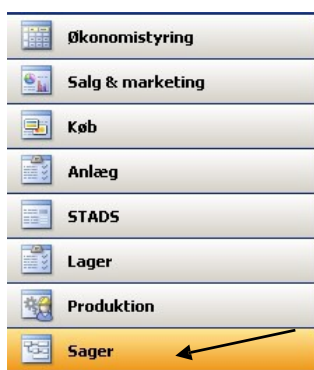 Økonomistyring
Salg & marketing
Køb
Anlæg
STADS
Lager
Produktion
Sager